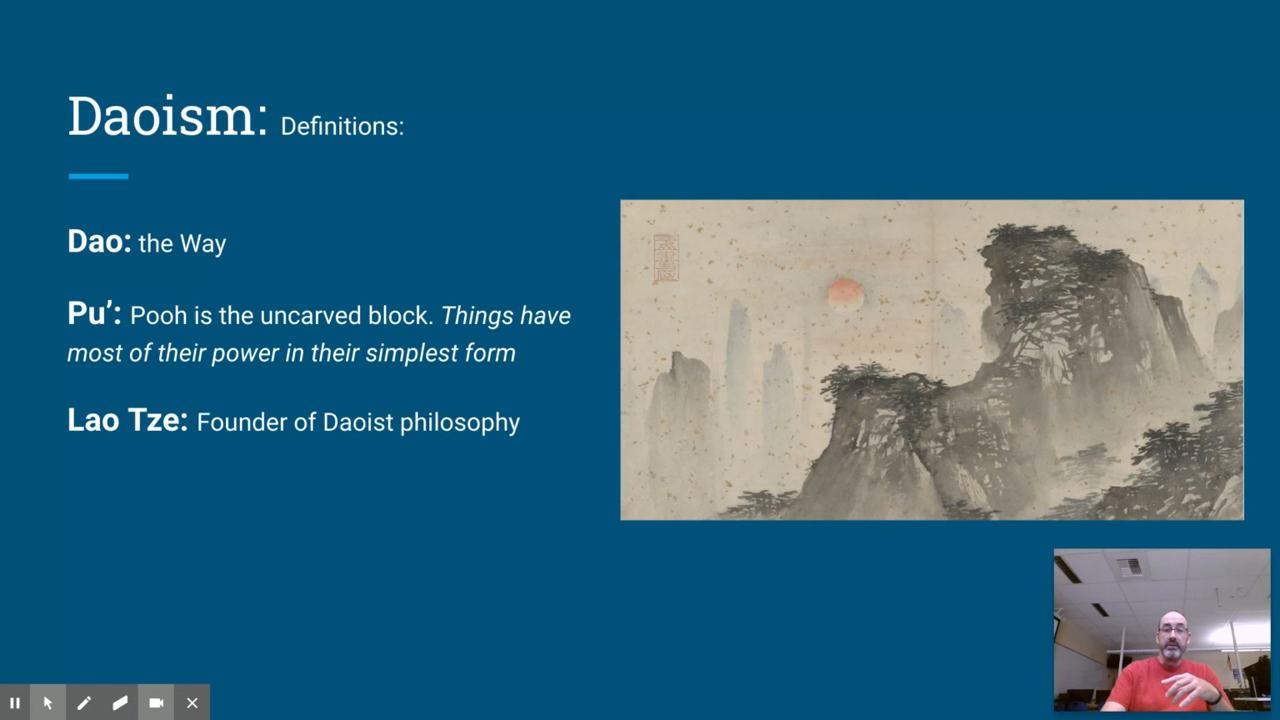 Daoism: Definitions:
Dao: the Way
Pu’: Pooh is the uncarved block. Things have
most of their power in their simplest form
Lao Tze: Founder of Daoist philosophy